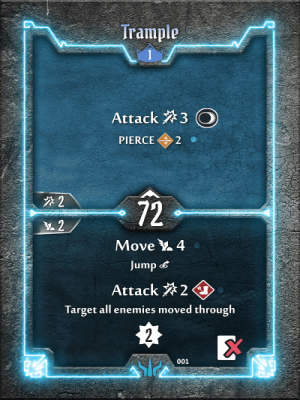 Trample
1
Attack 3
PIERCE 2
2
72
2
Move 4
Jump
Attack 2
Target all enemies moved through
2
001